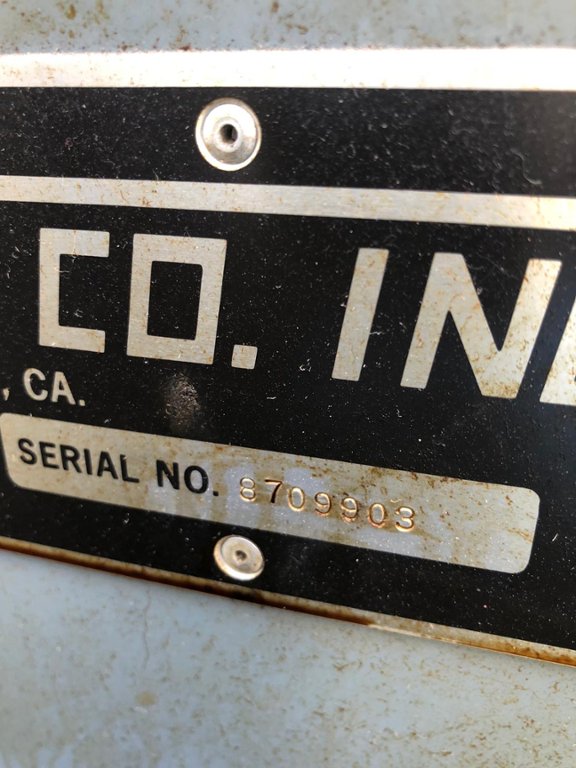 CO. IN
, CA.
SERIAL NO. 8709903